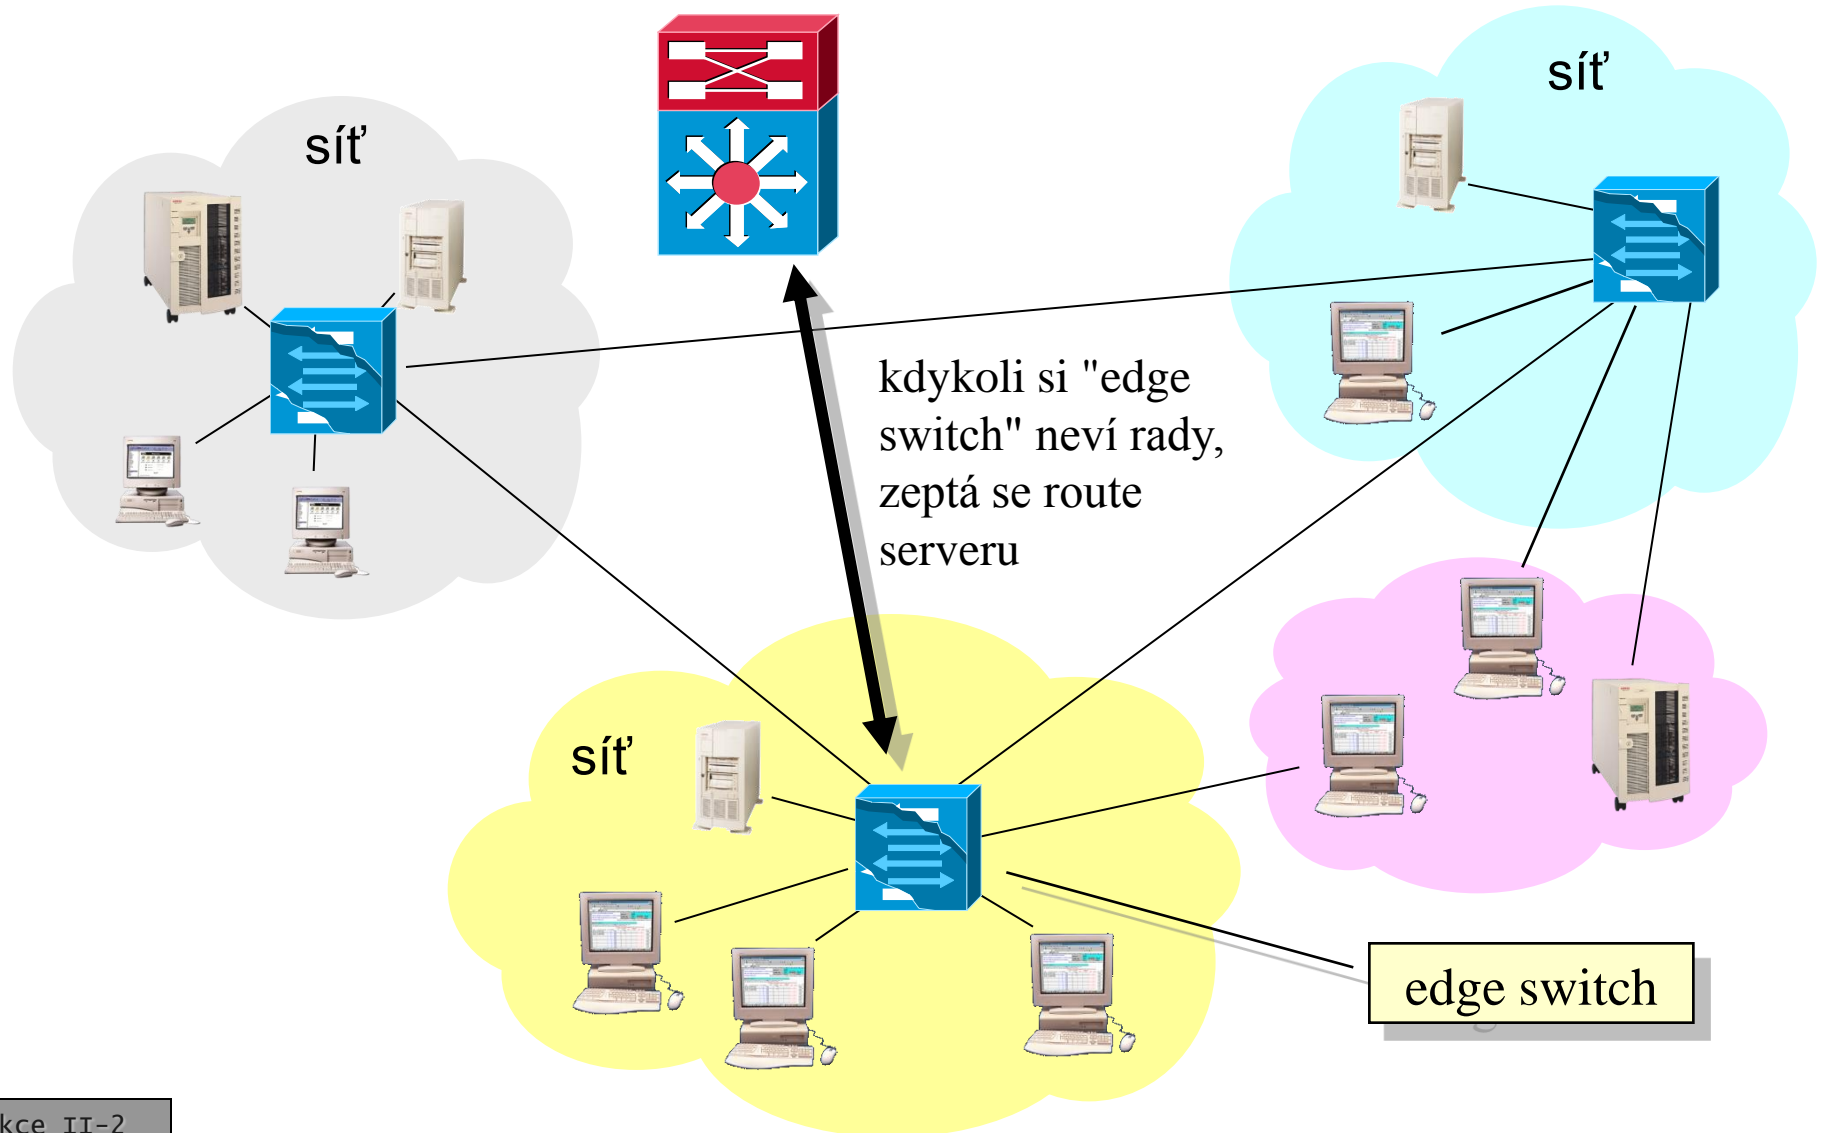 síť
síť
kdykoli si "edge
switch" neví rady,
zeptá se route
serveru
síť
edge switch
kce II-2